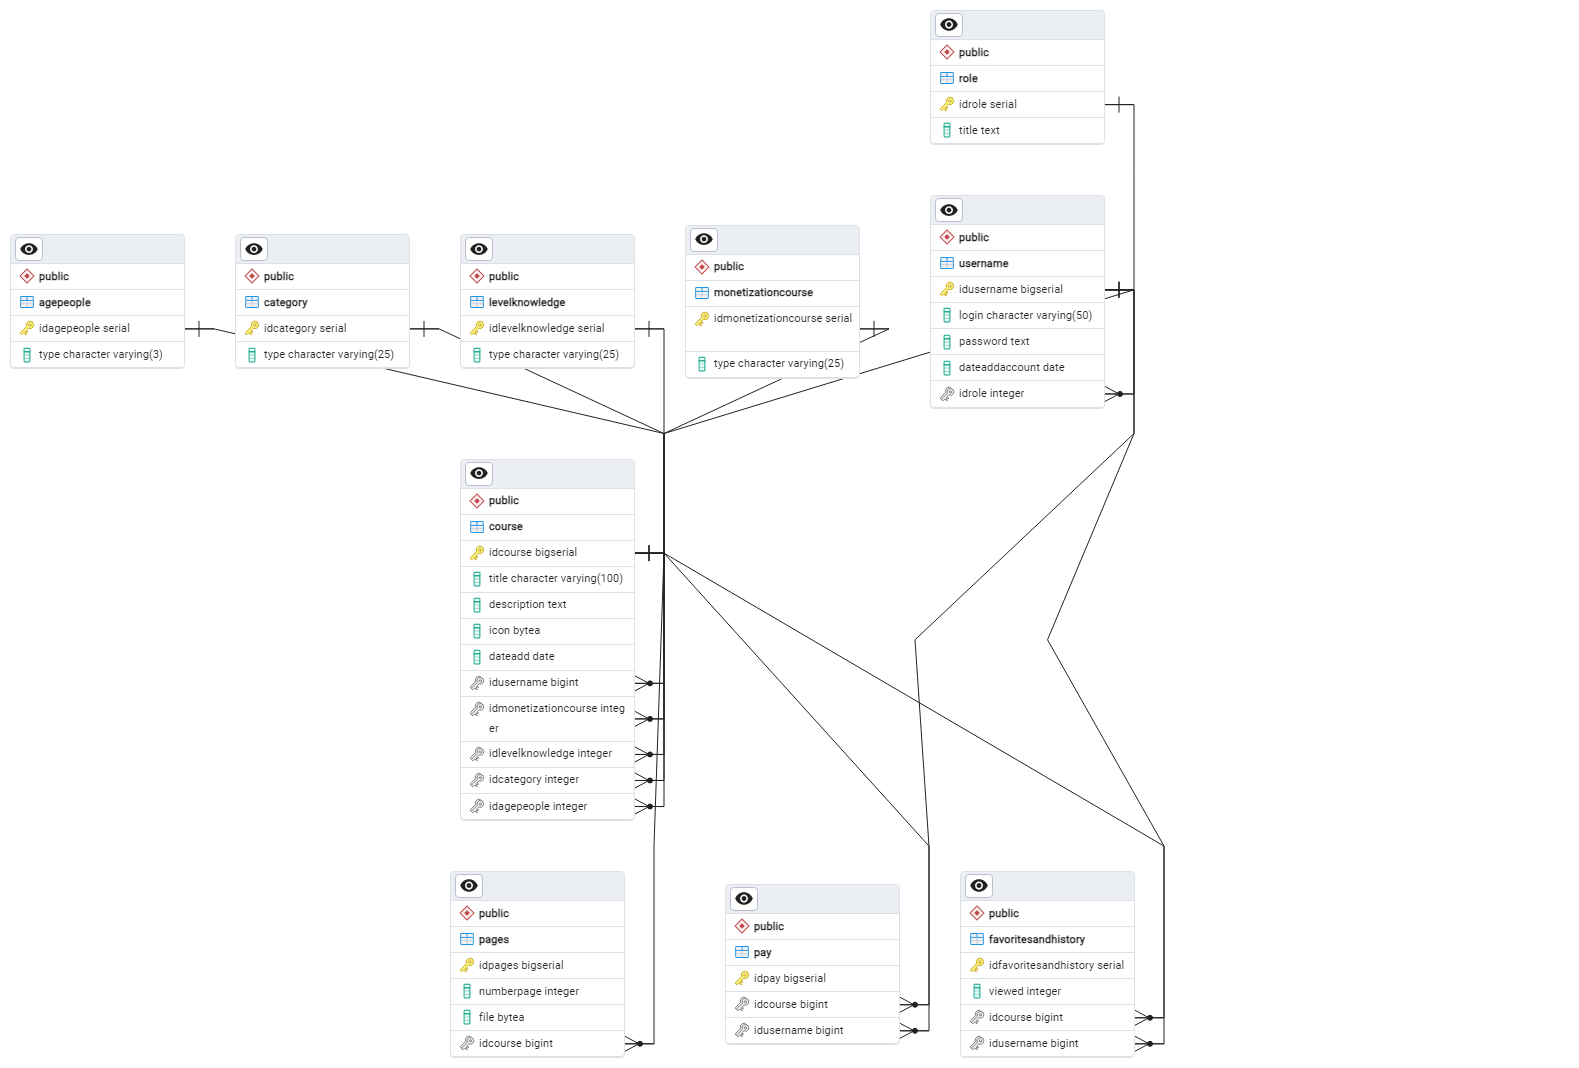 public
role
idrole serial
title text
public
username
idusername bigserial
login character varying(50)
password text
dateaddaccount date
idrole integer
public
agepeople
idagepeople serial
type character varying(3)
public
category
idcategory serial
type character varying(25)
public
levelknowledge
idlevelknowledge serial
type character varying(25)
public
monetizationcourse
idmonetizationcourse serial
type character varying(25)
public
course
idcourse bigserial
title character varying(100)
description text
icon bytea
dateadd date
idusername bigint
idmonetizationcourse integ
er
idlevelknowledge integer
idcategory integer
idagepeople integer
public
pages
idpages bigserial
numberpage integer
file bytea
idcourse bigint
public
pay
idpay bigserial
idcourse bigint
idusername bigint
public
favoritesandhistory
idfavoritesandhistory serial
viewed integer
idcourse bigint
idusername bigint